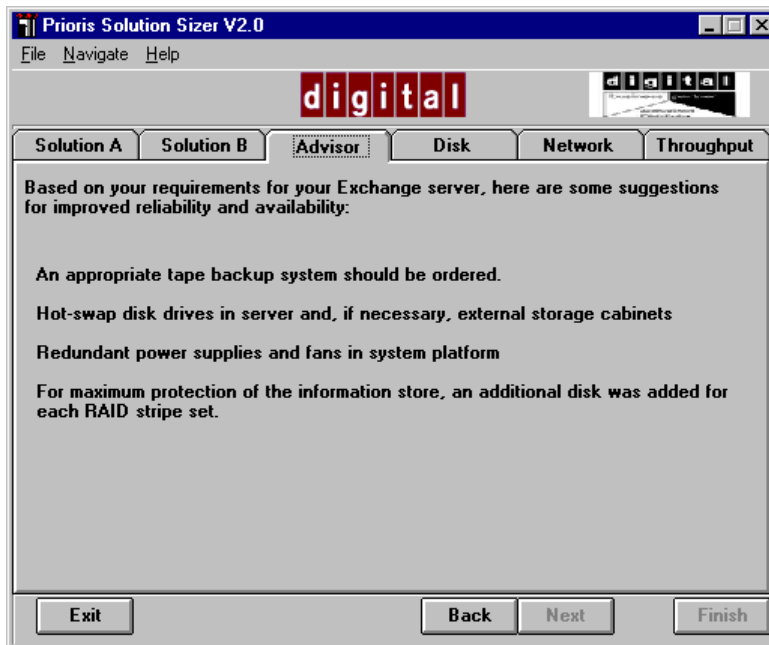 Prioris Solution Sizer V2.0
File Navigate Help
digital
digital
Solution A Solution B Advisor Disk Network Throughput
Based on your requirements for your Exchange server, here are some suggestions
for improved reliability and availability:
An appropriate tape backup system should be ordered.
Hot-swap disk drives in server and, if necessary, external storage cabinets
Redundant power supplies and fans in system platform
For maximum protection of the information store, an additional disk was added for
each RAID stripe set.
Exit Back Next Finish